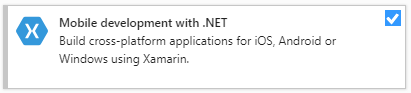 Mobile development with .NET
Build cross-platform applications for iOS, Android or
Windows using Xamarin.